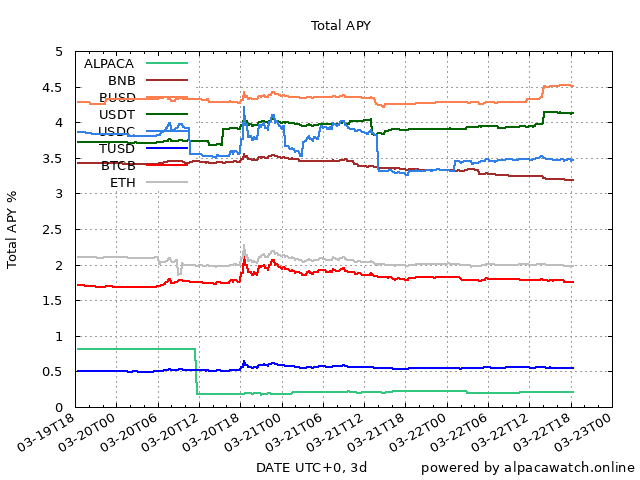 Total APY
5
4.5
4
3.5
3
2.5
2
1.5
1
0.5
0
Total APY %
ALPACA
BNB
BUSD
USDT
USDC
TUSD
BTCB
ETH
03-19T18
03-20T00
03-20T06
03-20T12
03-20T18
03-21T00
03-21T06
03-21T12
03-21T18
03-22T00
03-22T06
03-22T12
03-22T18
03-23T00
DATE UTC+0, 3d
powered by alpacawatch.online